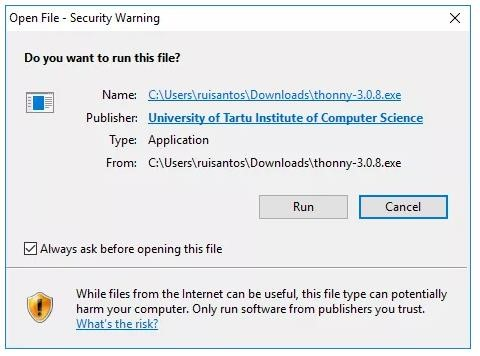 Open File - Security Warning
Do you want to run this file?
Name: C:\Users\ruisantos\Downloads\thonny-3.0.8.exe
Publisher: University of Tartu Institute of Computer Science
Type: Application
From: C:\Users\ruisantos\Downloads\thonny-3.0.8.exe
Run Cancel
Always ask before opening this file
While files from the Internet can be useful, this file type can potentially
harm your computer. Only run software from publishers you trust.
What's the risk?